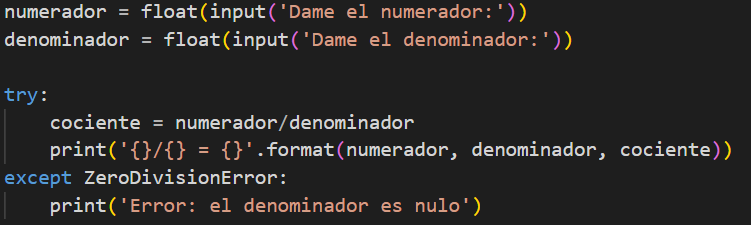 numerador = float(input('Dame el numerador:'))
denominador = float(input('Dame el denominador:'))

try:
    cociente = numerador/denominador
    print('{}/{} = {}'.format(numerador, denominador, cociente))
except ZeroDivisionError:
    print('Error: el denominador es nulo')